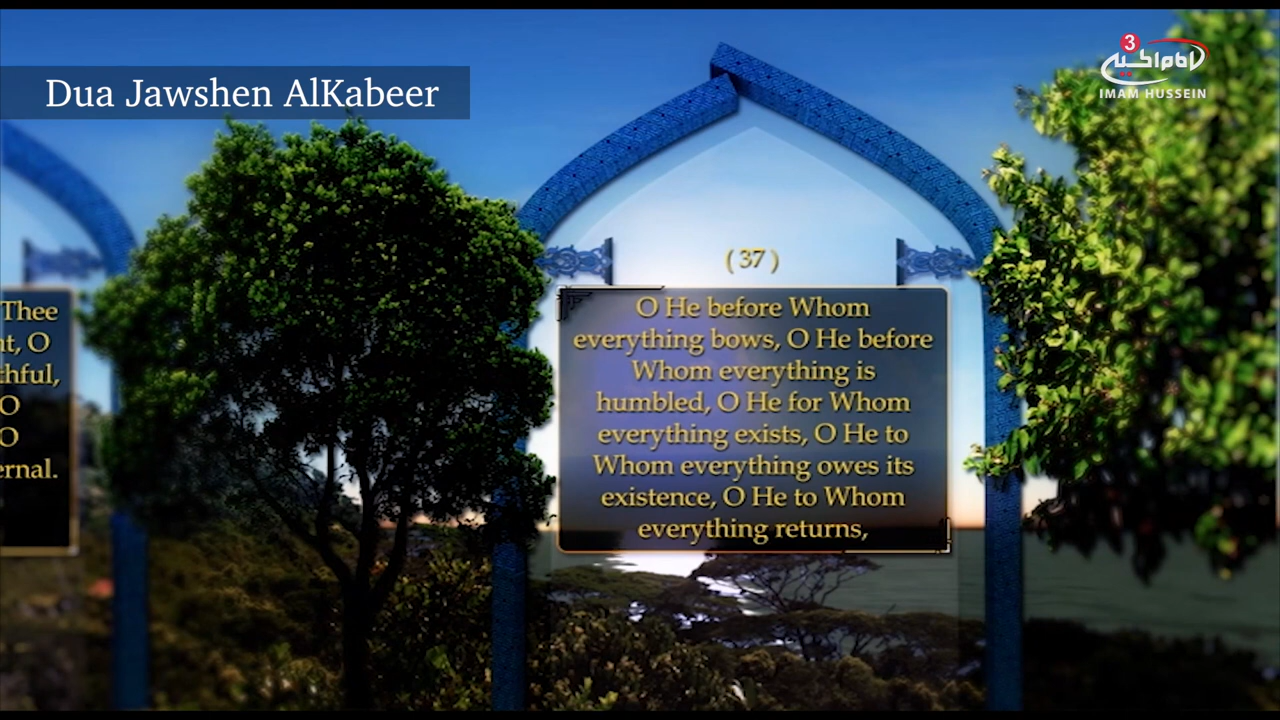 Dua Jawshen AlKabeer
3
IMAM HUSSEIN
Thee
O
thful,
O
O
ernal.
( 37 )
O He before Whom
everything bows, O He before
Whom everything is
humbled, O He for Whom
everything exists, O He to
Whom everything owes its
existence, O He to Whom
everything returns,